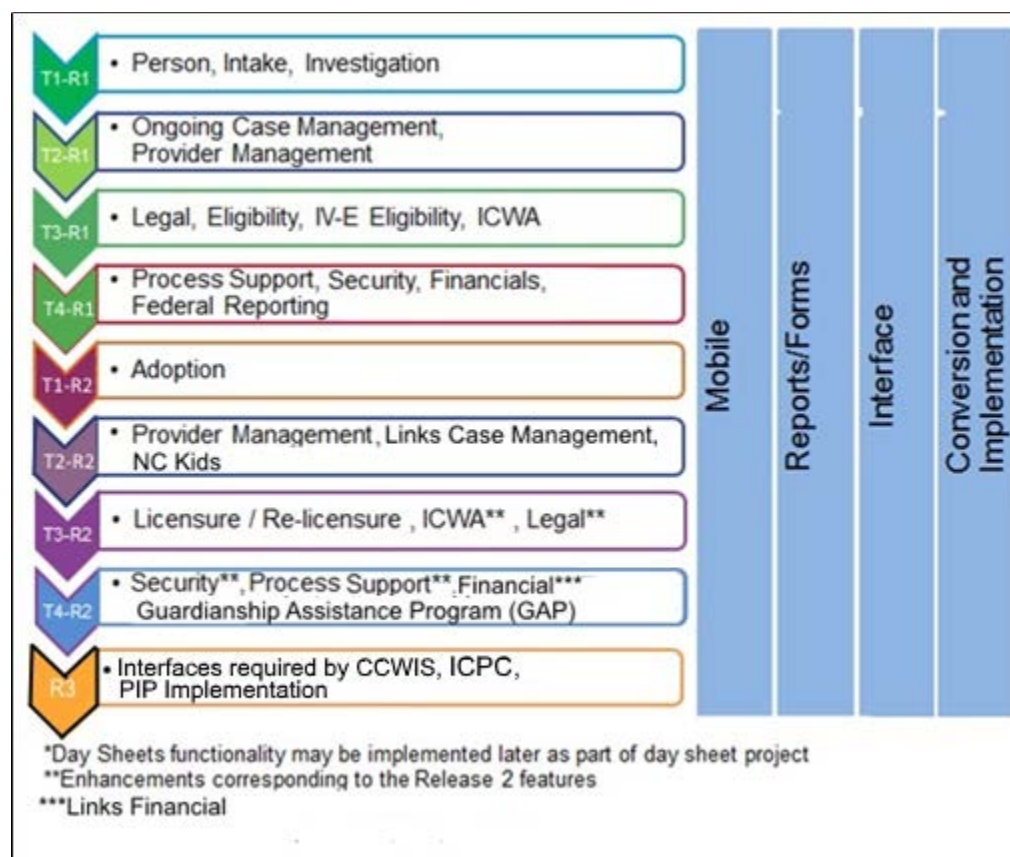 T1-R1
• Person, Intake, Investigation
T2-R1
• Ongoing Case Management,
Provider Management
T3-R1
• Legal, Eligibility, IV-E Eligibility, ICWA
T4-R1
• Process Support, Security, Financials,
Federal Reporting
T1-R2
• Adoption
T2-R2
• Provider Management, Links Case Management,
NC Kids
T3-R2
• Licensure / Re-licensure , ICWA** , Legal**
T4-R2
• Security**, Process Support**, Financial***
Guardianship Assistance Program (GAP)
R3
• Interfaces required by CCWIS, ICPC,
PIP Implementation
Mobile
Reports/Forms
Interface
Conversion and
Implementation
*Day Sheets functionality may be implemented later as part of day sheet project
**Enhancements corresponding to the Release 2 features
***Links Financial